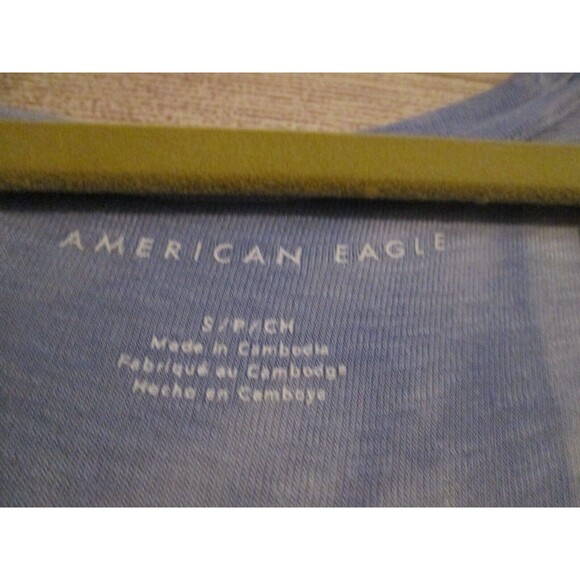 AMERICAN EAGLE
S/P/CH
Made in Cambodia
Fabriqué au Cambodge
Hecho en Camboya